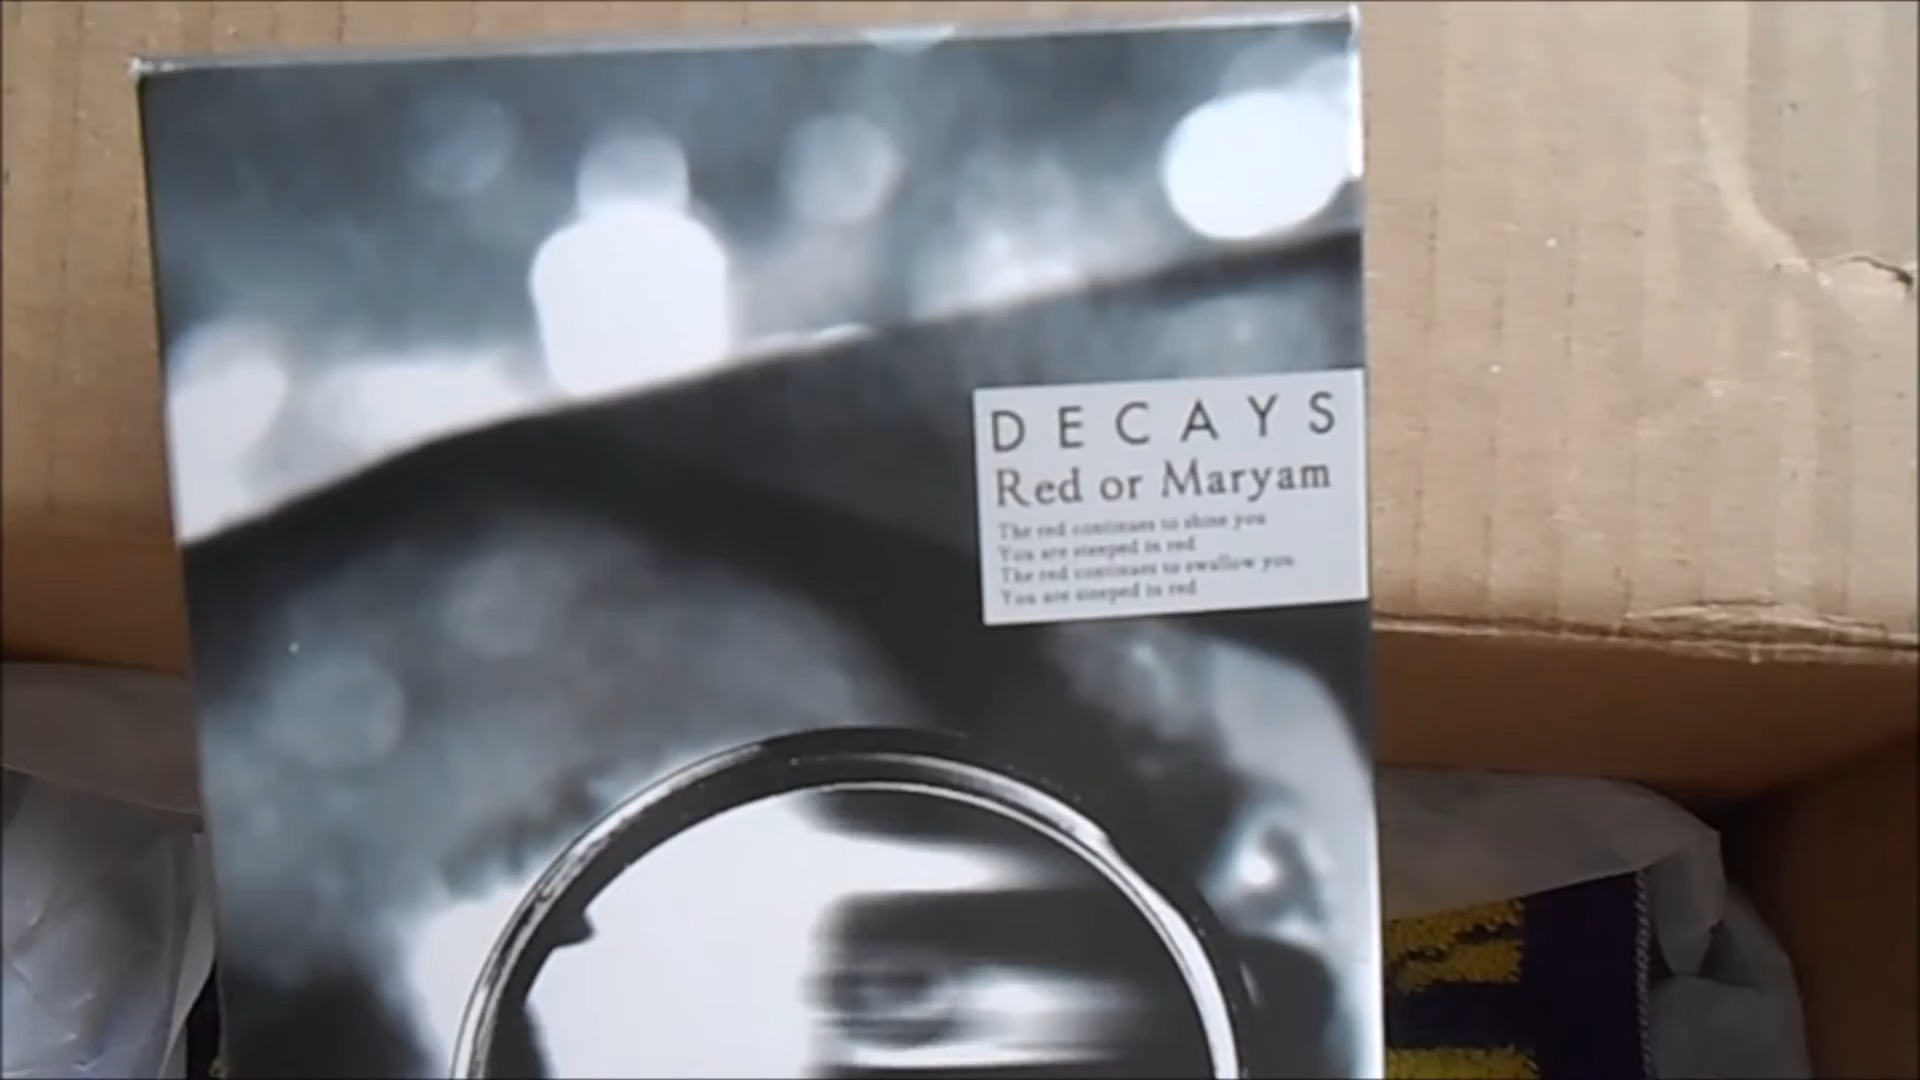 DECAYS
Red or Maryam
The red continues to shine you
You are steeped in red
The red continues to swallow you
You are steeped in red